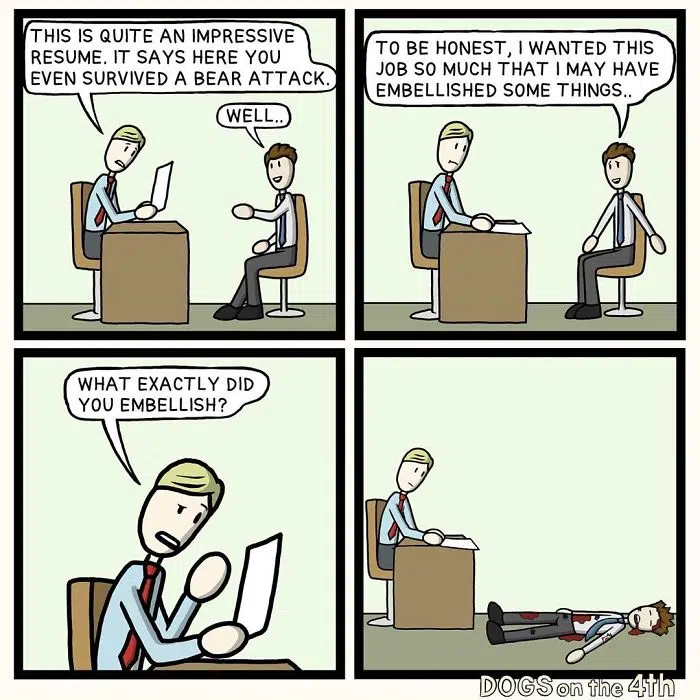 THIS IS QUITE AN IMPRESSIVE
RESUME. IT SAYS HERE YOU
EVEN SURVIVED A BEAR ATTACK.
WELL..
TO BE HONEST, I WANTED THIS
JOB SO MUCH THAT I MAY HAVE
EMBELLISHED SOME THINGS..
WHAT EXACTLY DID
YOU EMBELLISH?
DOGS on the 4th